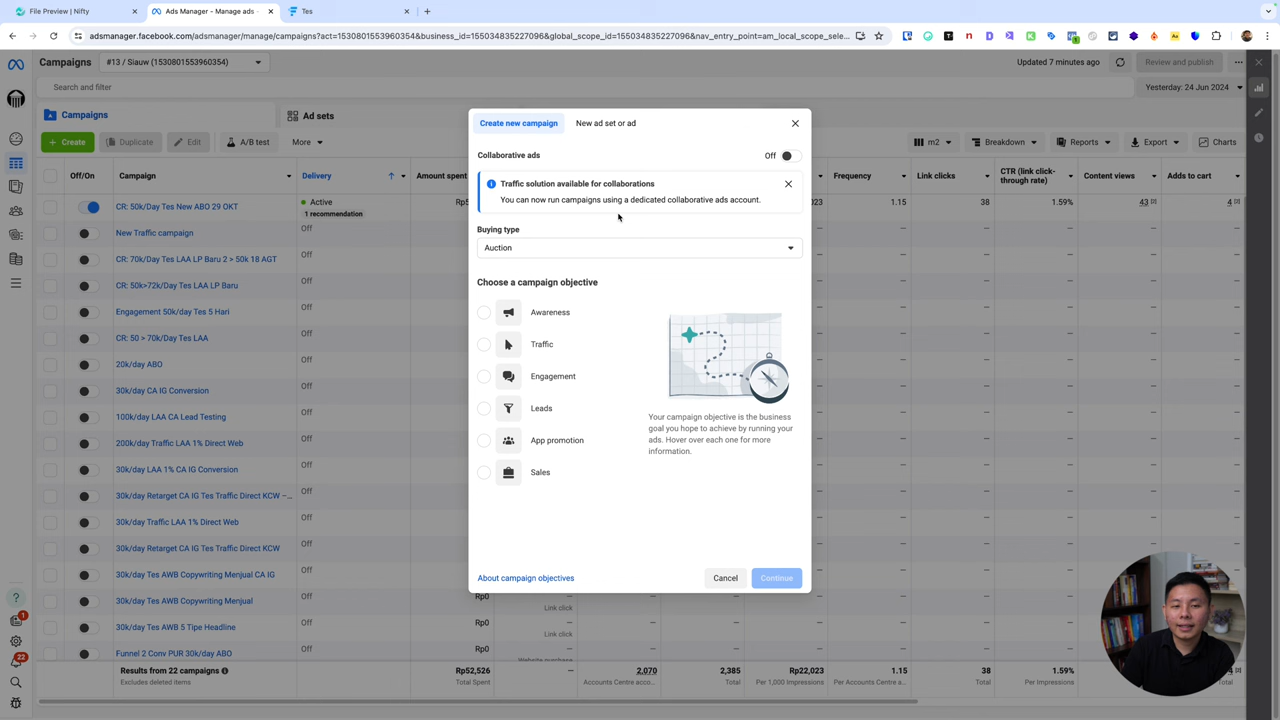 File Preview | Nifty
Ads Manager - Manage ads -
Tes
adsmanager.facebook.com/adsmanager/manage/campaigns?act=1530801553960354&business_id=155034835227096&global_scope_id=155034835227096&nav_entry_point=am_local_scope_sele...
Campaigns
#13 / Siauw (1530801553960354)
Updated 7 minutes ago
Review and publish
Search and filter
Yesterday: 24 Jun 2024
Campaigns
Ad sets
+ Create
Duplicate
Edit
A/B test
More
m2
Breakdown
Reports
Export
Charts
Off/On
Campaign
Delivery
Amount spent
Frequency
Link clicks
CTR (link click-through rate)
Content views
Adds to cart
CR: 50k/Day Tes New ABO 29 OKT
Active
1 recommendation
1.15
38
1.59%
43 [2]
4 [2]
New Traffic campaign
Off
CR: 70k/Day Tes LAA LP Baru 2 > 50k 18 AGT
Off
CR: 50k>72k/Day Tes LAA LP Baru
Off
Engagement 50k/day Tes 5 Hari
Off
CR: 50 > 70k/Day Tes LAA
Off
20k/day ABO
Off
30k/day CA IG Conversion
Off
100k/day LAA CA Lead Testing
Off
200k/day Traffic LAA 1% Direct Web
Off
30k/day LAA 1% CA IG Conversion
Off
30k/day Retarget CA IG Tes Traffic Direct KCW –...
Off
30k/day Traffic LAA 1% Direct Web
Off
30k/day Retarget CA IG Tes Traffic Direct KCW
Off
30k/day Tes AWB Copywriting Menjual CA IG
Off
30k/day Tes AWB Copywriting Menjual
Off
Rp0
Link click
30k/day Tes AWB 5 Tipe Headline
Off
Rp0
Link click
Funnel 2 Conv PUR 30k/day ABO
Off
Rp0
Results from 22 campaigns
Excludes deleted items
Rp52,526
Total Spent
2,070
Accounts Centre acco...
2,385
Total
Rp22,023
Per 1,000 Impressions
1.15
Per Accounts Centre a...
38
Total
1.59%
Per Impressions
1
22
Create new campaign
New ad set or ad
Collaborative ads
Off
Traffic solution available for collaborations
You can now run campaigns using a dedicated collaborative ads account.
Buying type
Auction
Choose a campaign objective
Awareness
Traffic
Engagement
Leads
App promotion
Sales
Your campaign objective is the business
goal you hope to achieve by running your
ads. Hover over each one for more
information.
About campaign objectives
Cancel
Continue